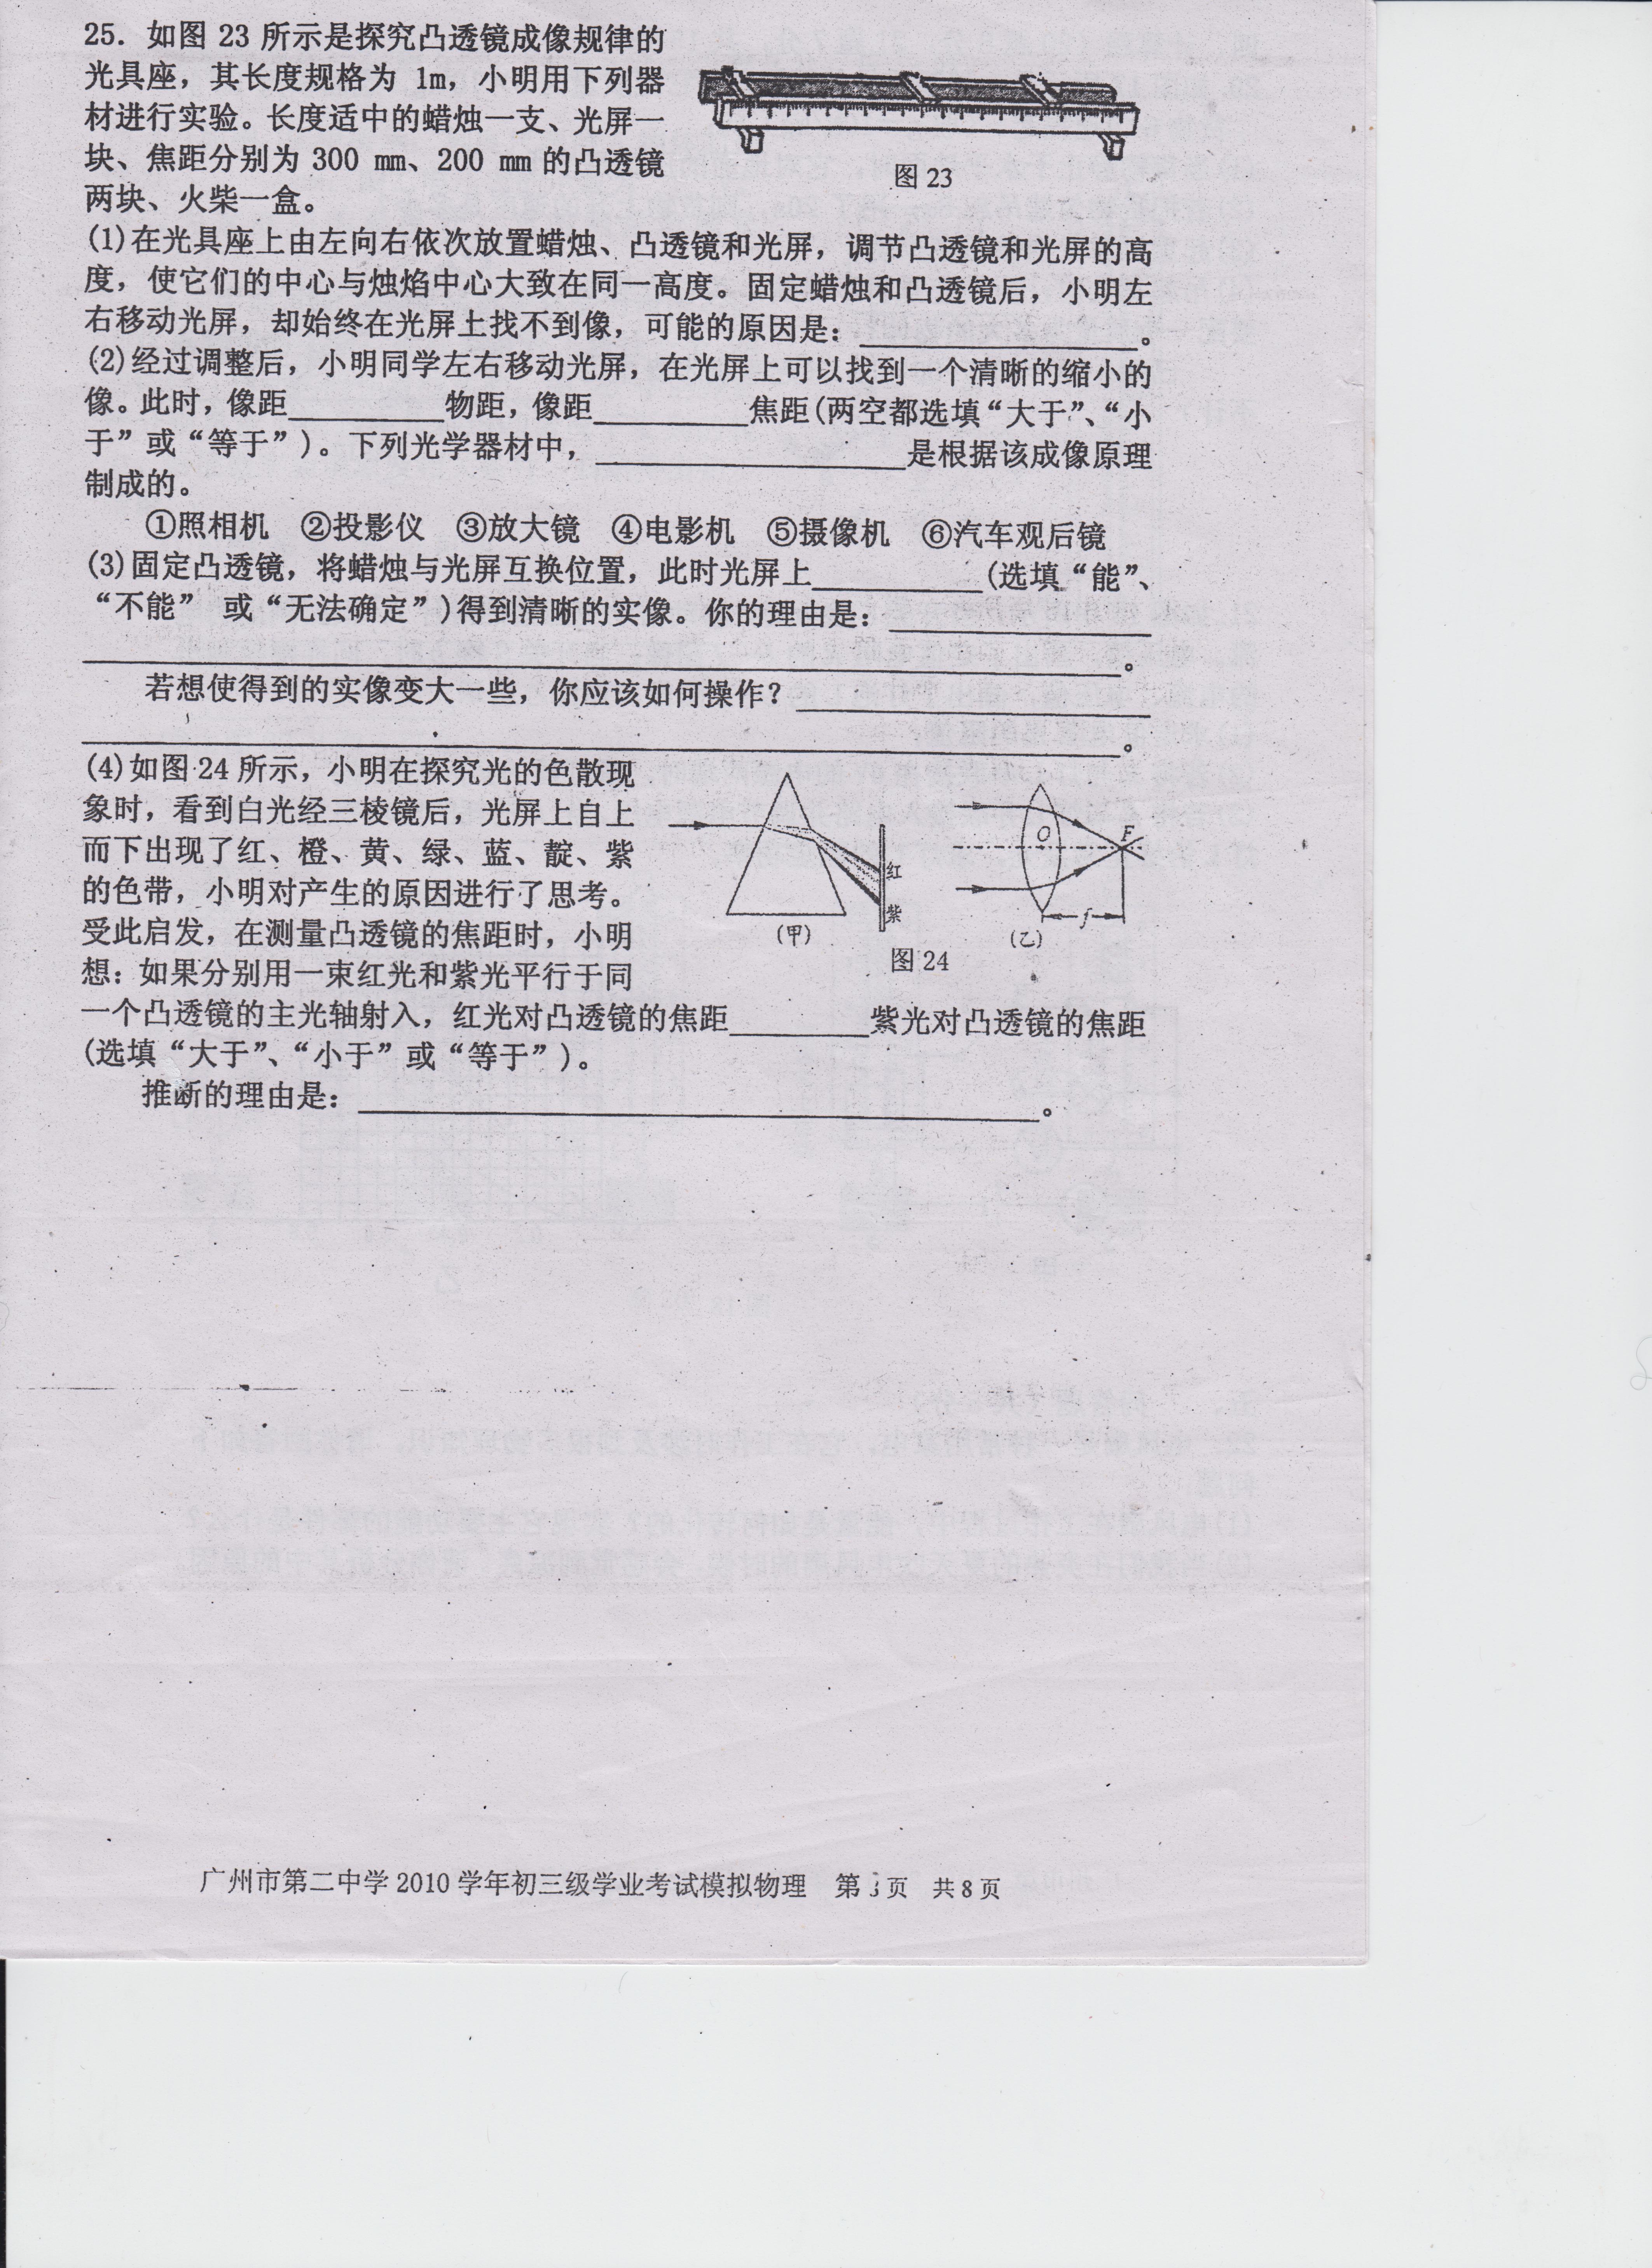 25．如图 23 所示是探究凸透镜成像规律的
光具座，其长度规格为 1m，小明用下列器
材进行实验。长度适中的蜡烛一支、光屏一
块、焦距分别为 300 mm、200 mm 的凸透镜
两块、火柴一盒。
图 23
(1)在光具座上由左向右依次放置蜡烛、凸透镜和光屏，调节凸透镜和光屏的高
度，使它们的中心与烛焰中心大致在同一高度。固定蜡烛和凸透镜后，小明左
右移动光屏，却始终在光屏上找不到像，可能的原因是：__________。
(2)经过调整后，小明同学左右移动光屏，在光屏上可以找到一个清晰的缩小的
像。此时，像距________物距，像距________焦距(两空都选填“大于”、“小
于”或“等于”)。下列光学器材中，____________是根据该成像原理
制成的。
①照相机 ②投影仪 ③放大镜 ④电影机 ⑤摄像机 ⑥汽车观后镜
(3)固定凸透镜，将蜡烛与光屏互换位置，此时光屏上________(选填“能”、
“不能” 或“无法确定”)得到清晰的实像。你的理由是：__________
____________________。
若想使得到的实像变大一些，你应该如何操作？__________
____________________。
(4)如图 24 所示，小明在探究光的色散现
象时，看到白光经三棱镜后，光屏上自上
而下出现了红、橙、黄、绿、蓝、靛、紫
的色带，小明对产生的原因进行了思考。
受此启发，在测量凸透镜的焦距时，小明
想：如果分别用一束红光和紫光平行于同
一个凸透镜的主光轴射入，红光对凸透镜的焦距________紫光对凸透镜的焦距
(选填“大于”、“小于”或“等于”)。
推断的理由是：____________________。
红
紫
(甲)
O
F
f
(乙)
图 24
广州市第二中学 2010 学年初三级学业考试模拟物理 第 页 共 8 页